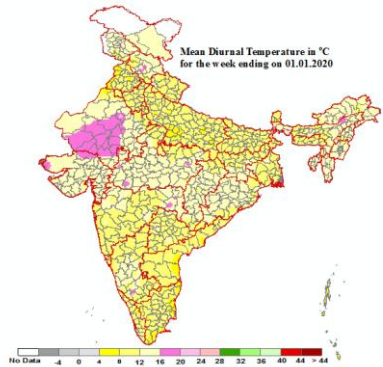 Mean Diurnal Temperature in °C
for the week ending on 01.01.2020
No Data -4 0 4 8 12 16 20 24 28 32 36 40 44 > 44